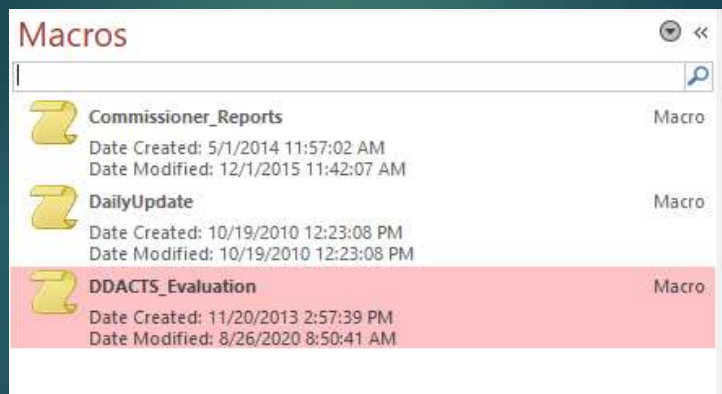 Macros
Commissioner_Reports Macro
Date Created: 5/1/2014 11:57:02 AM
Date Modified: 12/1/2015 11:42:07 AM
DailyUpdate Macro
Date Created: 10/19/2010 12:23:08 PM
Date Modified: 10/19/2010 12:23:08 PM
DDACTS_Evaluation Macro
Date Created: 11/20/2013 2:57:39 PM
Date Modified: 8/26/2020 8:50:41 AM